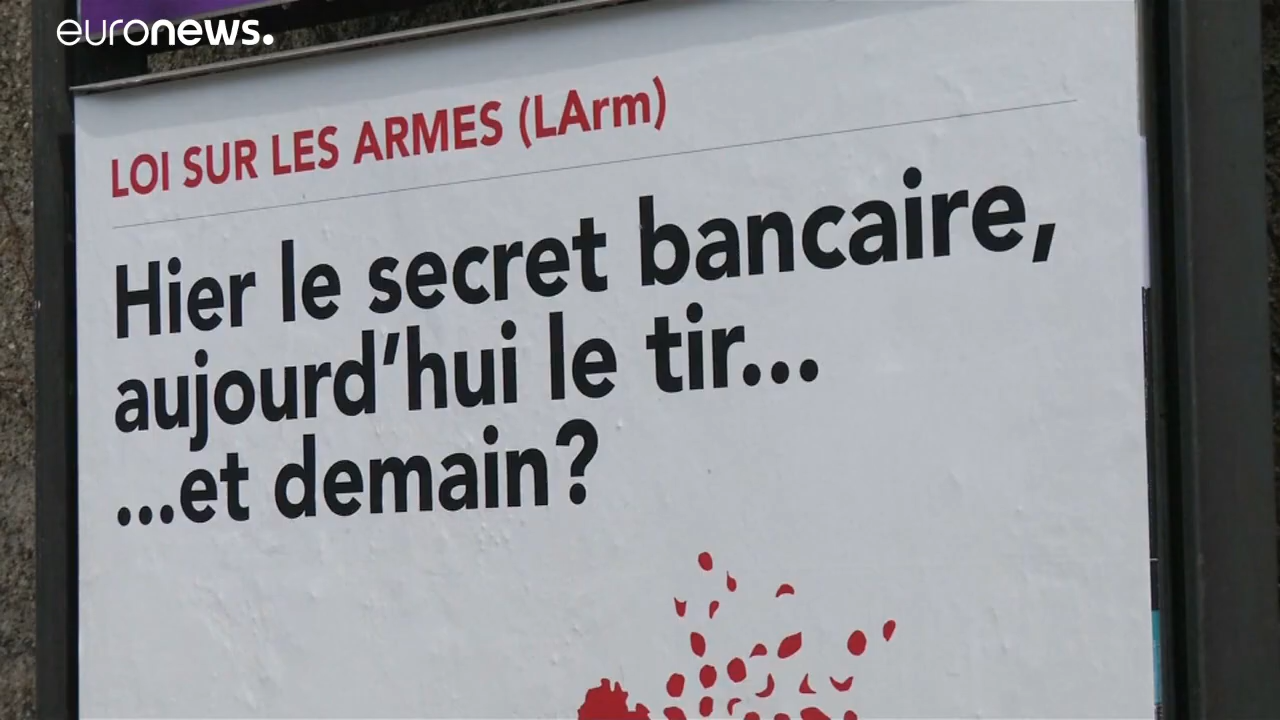 euronews.
LOI SUR LES ARMES (LArm)
Hier le secret bancaire,
aujourd'hui le tir...
...et demain?